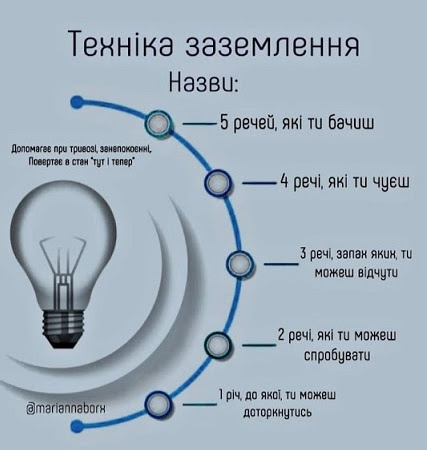 Техніка заземлення
Назви:
5 речей, які ти бачиш
Допомагає при тривозі, занепокоєнні,
Повертає в стан "тут і тепер"
4 речі, які ти чуєш
3 речі, запах яких, ти
можеш відчути
2 речі, які ти можеш
спробувати
1 річ, до якої, ти можеш
доторкнутись
@mariannaborx